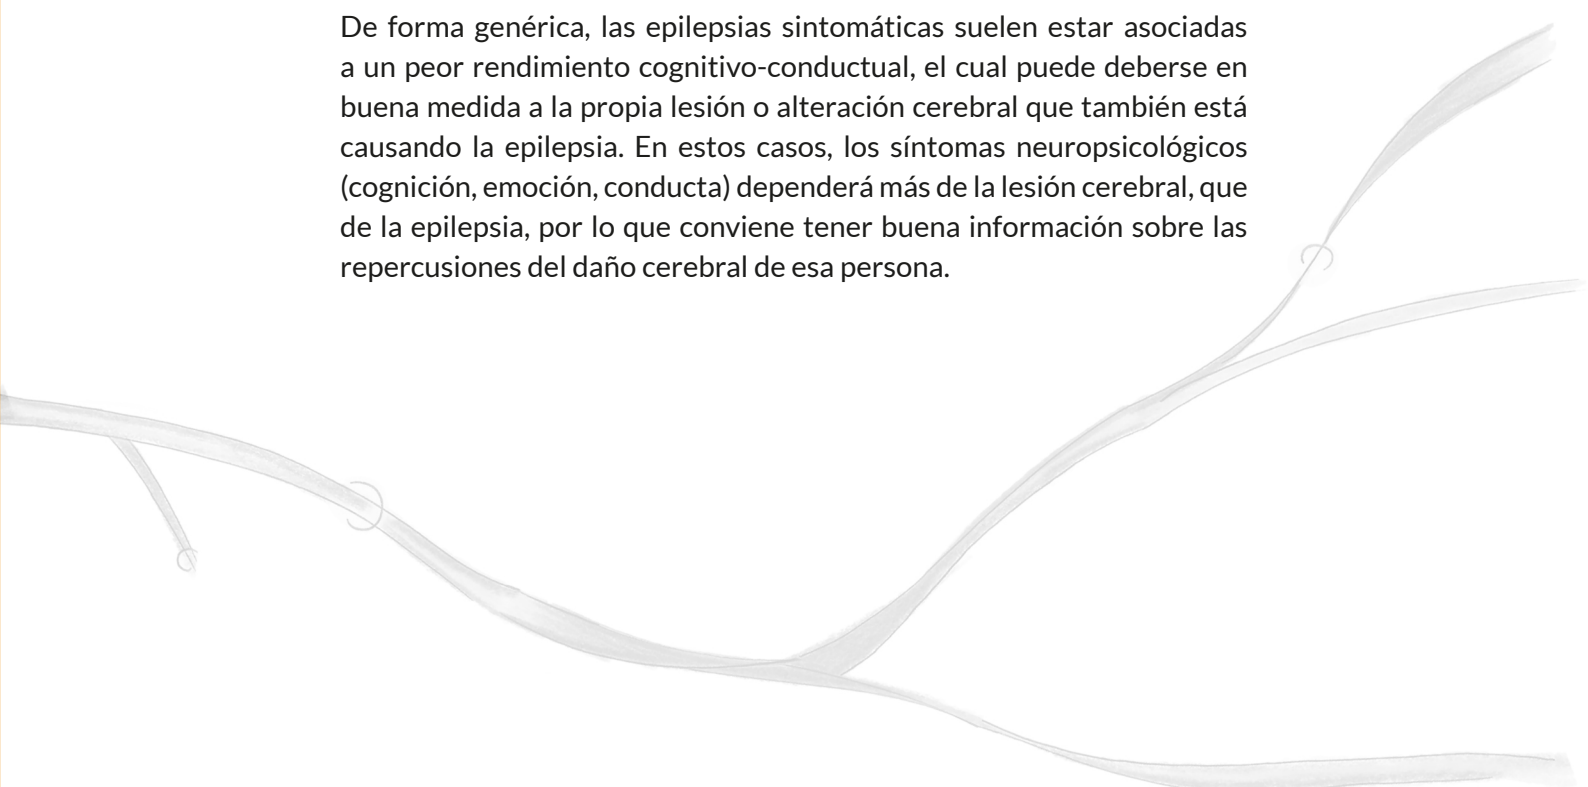 De forma genérica, las epilepsias sintomáticas suelen estar asociadas
a un peor rendimiento cognitivo-conductual, el cual puede deberse en
buena medida a la propia lesión o alteración cerebral que también está
causando la epilepsia. En estos casos, los síntomas neuropsicológicos
(cognición, emoción, conducta) dependerá más de la lesión cerebral, que
de la epilepsia, por lo que conviene tener buena información sobre las
repercusiones del daño cerebral de esa persona.